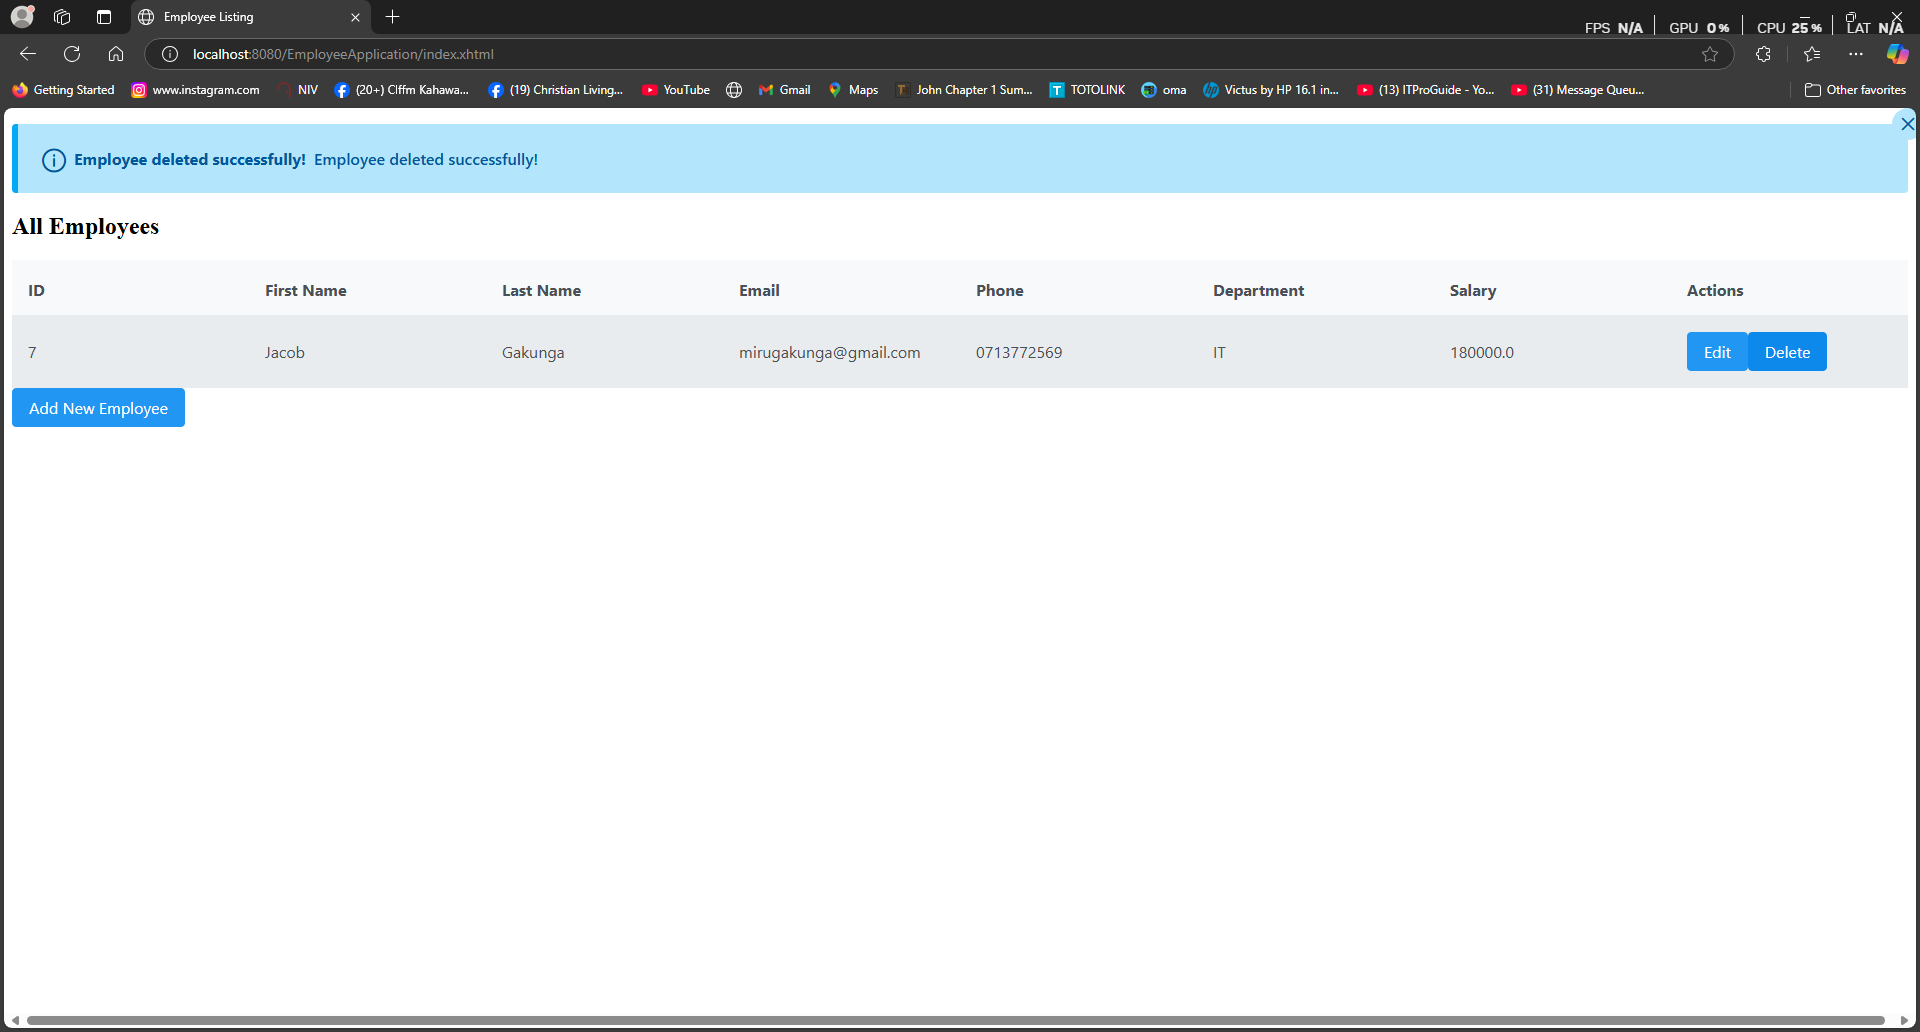 Employee Listing
FPS N/A GPU 0% CPU 25% LAT N/A
localhost:8080/EmployeeApplication/index.xhtml
Getting Started www.instagram.com NIV (20+) Clffm Kahawa... (19) Christian Living... YouTube Gmail Maps John Chapter 1 Sum... TOTOLINK oma Victus by HP 16.1 in... (13) ITProGuide - Yo... (31) Message Queu... Other favorites
Employee deleted successfully! Employee deleted successfully!
All Employees
ID First Name Last Name Email Phone Department Salary Actions
7 Jacob Gakunga mirugakunga@gmail.com 0713772569 IT 180000.0 Edit Delete
Add New Employee